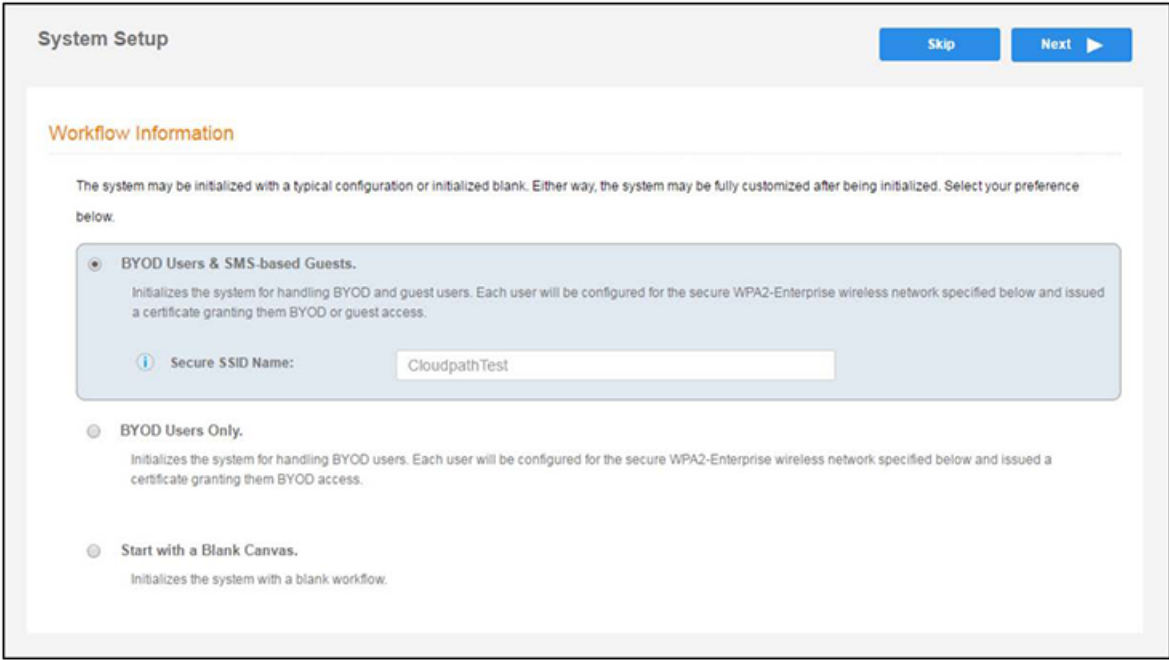 System Setup
Skip
Next
Workflow Information
The system may be initialized with a typical configuration or initialized blank. Either way, the system may be fully customized after being initialized. Select your preference
below.
BYOD Users & SMS-based Guests.
Initializes the system for handling BYOD and guest users. Each user will be configured for the secure WPA2-Enterprise wireless network specified below and issued
a certificate granting them BYOD or guest access.
Secure SSID Name:
CloudpathTest
BYOD Users Only.
Initializes the system for handling BYOD users. Each user will be configured for the secure WPA2-Enterprise wireless network specified below and issued a
certificate granting them BYOD access.
Start with a Blank Canvas.
Initializes the system with a blank workflow.